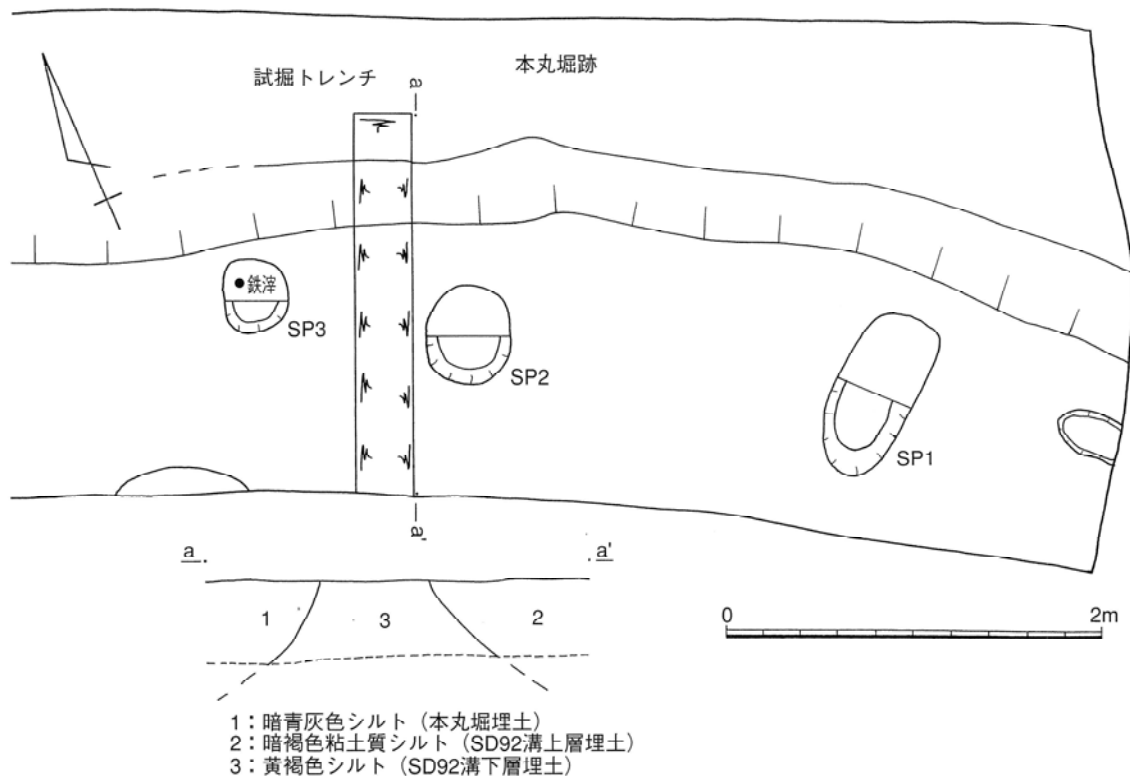 本丸堀跡
試掘トレンチ
a
鉄滓
SP3
SP2
SP1
a'
a
a'
1
3
2
0
2m
1：暗青灰色シルト（本丸堀埋土）
2：暗褐色粘土質シルト（SD92溝上層埋土）
3：黄褐色シルト（SD92溝下層埋土）